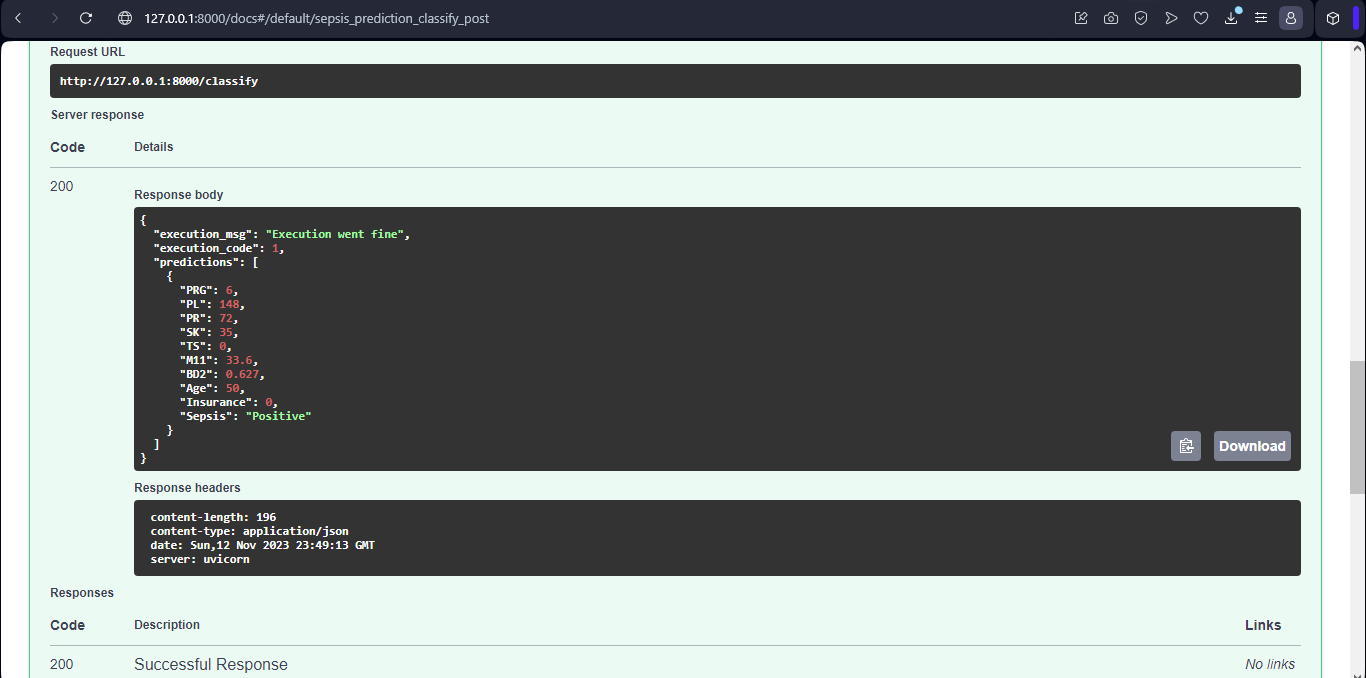 127.0.0.1:8000/docs#/default/sepsis_prediction_classify_post
Request URL
http://127.0.0.1:8000/classify
Server response
Code Details
200
Response body
{
  "execution_msg": "Execution went fine",
  "execution_code": 1,
  "predictions": [
    {
      "PRG": 6,
      "PL": 148,
      "PR": 72,
      "SK": 35,
      "TS": 0,
      "M11": 33.6,
      "BD2": 0.627,
      "Age": 50,
      "Insurance": 0,
      "Sepsis": "Positive"
    }
  ]
}
Download
Response headers
content-length: 196
content-type: application/json
date: Sun,12 Nov 2023 23:49:13 GMT
server: uvicorn
Responses
Code Description Links
200 Successful Response No links